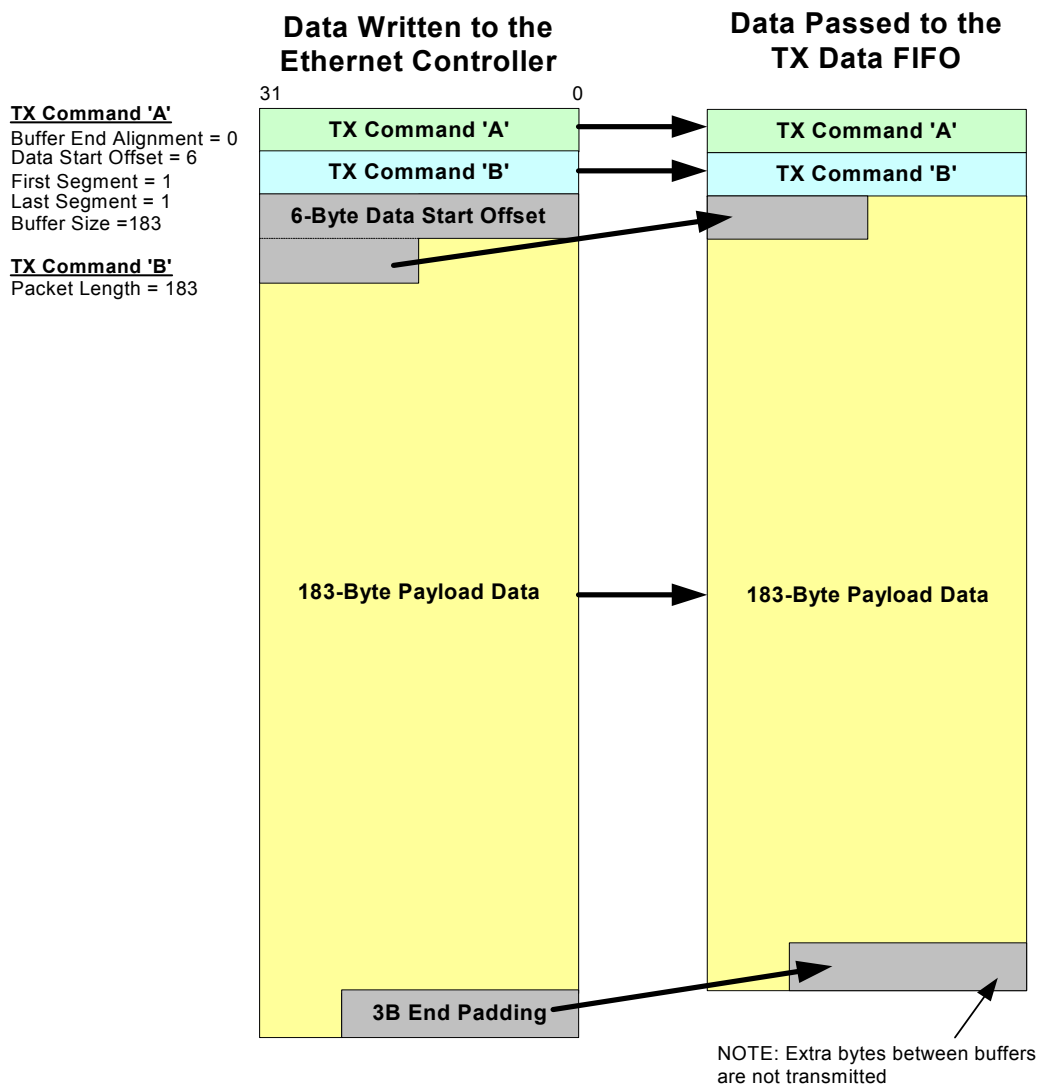 Data Written to the
Ethernet Controller
Data Passed to the
TX Data FIFO
31
0
TX Command 'A'
Buffer End Alignment = 0
Data Start Offset = 6
First Segment = 1
Last Segment = 1
Buffer Size =183
TX Command 'B'
Packet Length = 183
TX Command 'A'
TX Command 'B'
6-Byte Data Start Offset
183-Byte Payload Data
3B End Padding
TX Command 'A'
TX Command 'B'
183-Byte Payload Data
NOTE: Extra bytes between buffers
are not transmitted